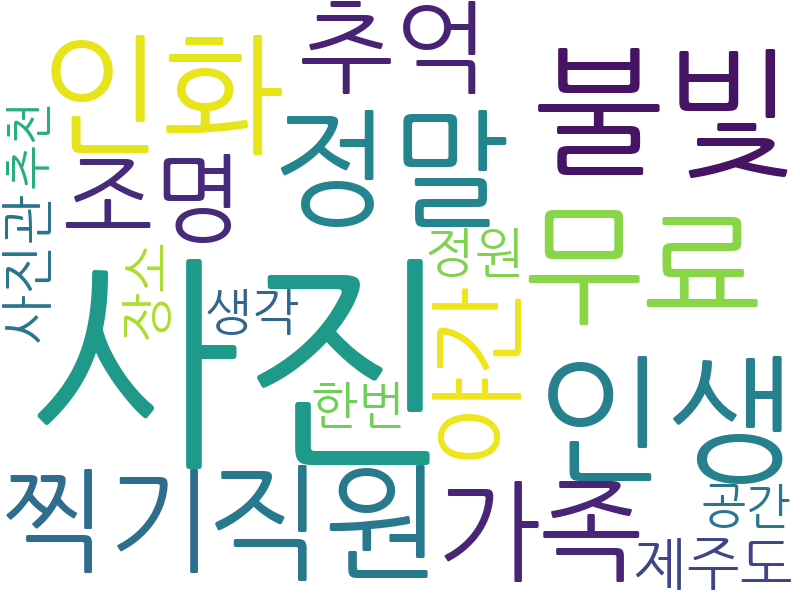 추억
인화
불빛
정말
추천
조명
무료
사진관
정원
장소
생각
사진
야간
한번
인생
찍기
직원
가족
공간
제주도